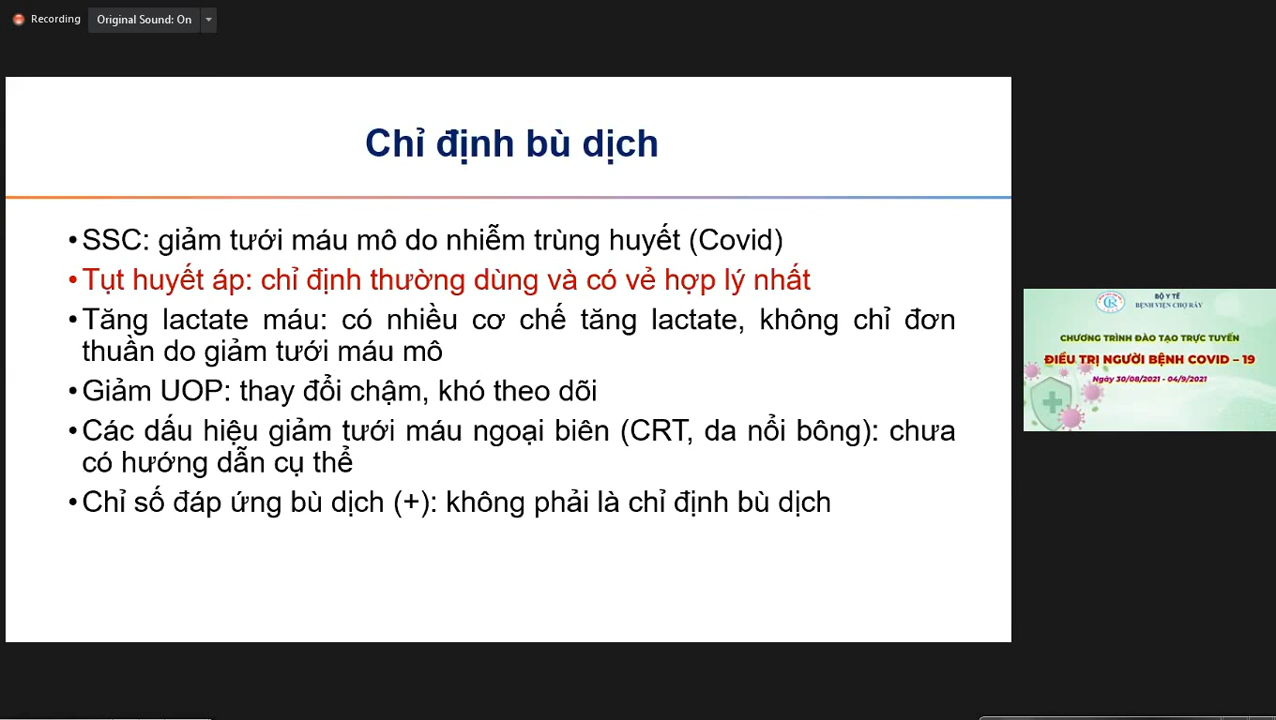 Recording
Original Sound: On
Chỉ định bù dịch
•SSC: giảm tưới máu mô do nhiễm trùng huyết (Covid)
•Tụt huyết áp: chỉ định thường dùng và có vẻ hợp lý nhất
•Tăng lactate máu: có nhiều cơ chế tăng lactate, không chỉ đơn
thuần do giảm tưới máu mô
•Giảm UOP: thay đổi chậm, khó theo dõi
•Các dấu hiệu giảm tưới máu ngoại biên (CRT, da nổi bông): chưa
có hướng dẫn cụ thể
•Chỉ số đáp ứng bù dịch (+): không phải là chỉ định bù dịch
BỘ Y TẾ
BỆNH VIỆN CHỢ RẪY
CHƯƠNG TRÌNH ĐÀO TẠO TRỰC TUYẾN
ĐIỀU TRỊ NGƯỜI BỆNH COVID – 19
Ngày 30/08/2021 - 04/9/2021